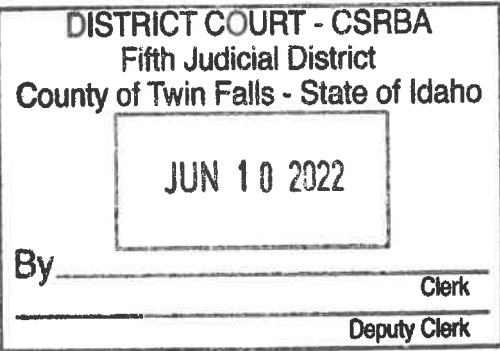 DISTRICT COURT - CSRBA
Fifth Judicial District
County of Twin Falls - State of Idaho
JUN 10 2022
By
Clerk
Deputy Clerk